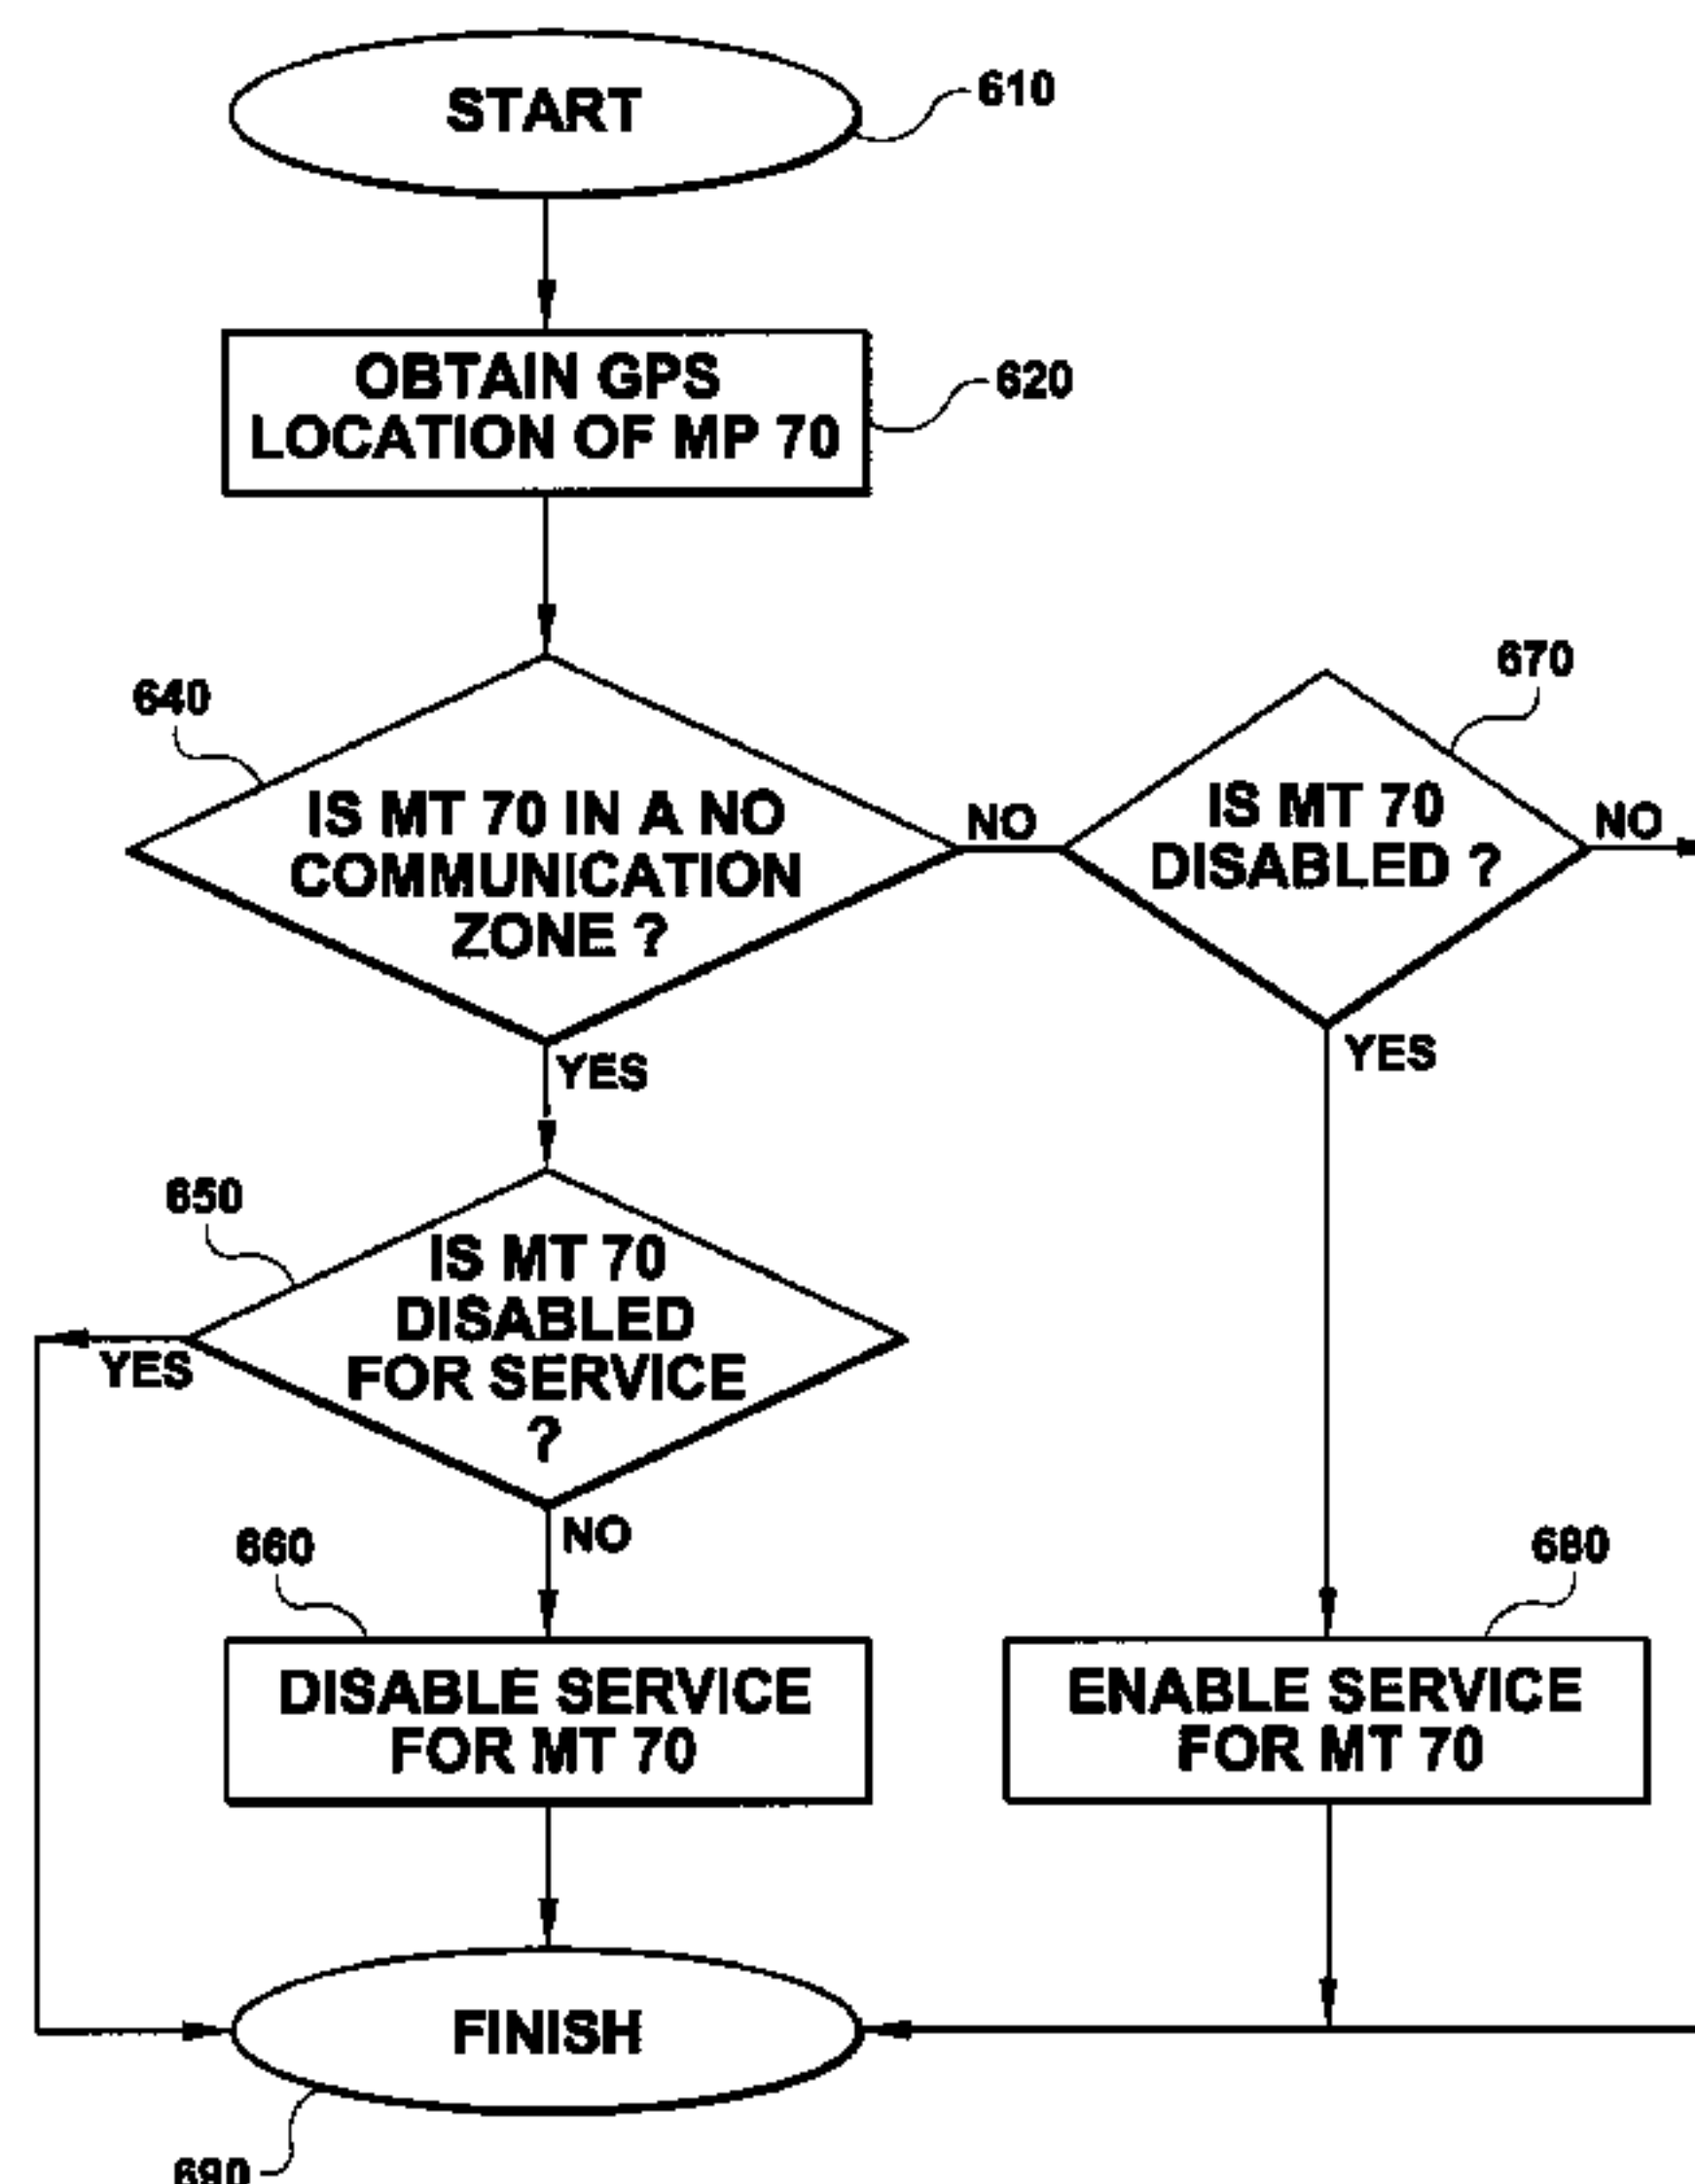 START
610
OBTAIN GPS
LOCATION OF MP 70
620
640
IS MT 70 IN A NO
COMMUNICATION
ZONE ?
NO
YES
670
IS MT 70
DISABLED ?
NO
YES
650
IS MT 70
DISABLED
FOR SERVICE
?
YES
NO
660
DISABLE SERVICE
FOR MT 70
680
ENABLE SERVICE
FOR MT 70
FINISH
690